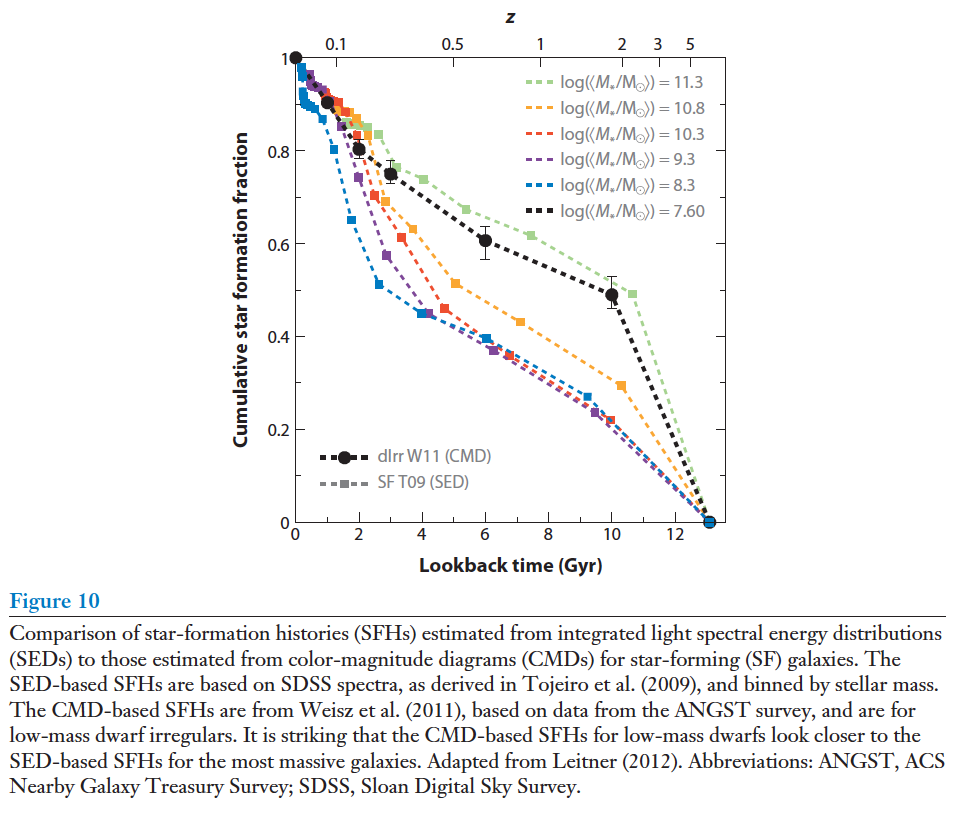 z
0.1 0.5 1 2 3 5
1
0.8
0.6
0.4
0.2
0
Cumulative star formation fraction
log(⟨M*/M☉⟩) = 11.3
log(⟨M*/M☉⟩) = 10.8
log(⟨M*/M☉⟩) = 10.3
log(⟨M*/M☉⟩) = 9.3
log(⟨M*/M☉⟩) = 8.3
log(⟨M*/M☉⟩) = 7.60
dIrr W11 (CMD)
SF T09 (SED)
0 2 4 6 8 10 12
Lookback time (Gyr)
Figure 10
Comparison of star-formation histories (SFHs) estimated from integrated light spectral energy distributions
(SEDs) to those estimated from color-magnitude diagrams (CMDs) for star-forming (SF) galaxies. The
SED-based SFHs are based on SDSS spectra, as derived in Tojeiro et al. (2009), and binned by stellar mass.
The CMD-based SFHs are from Weisz et al. (2011), based on data from the ANGST survey, and are for
low-mass dwarf irregulars. It is striking that the CMD-based SFHs for low-mass dwarfs look closer to the
SED-based SFHs for the most massive galaxies. Adapted from Leitner (2012). Abbreviations: ANGST, ACS
Nearby Galaxy Treasury Survey; SDSS, Sloan Digital Sky Survey.